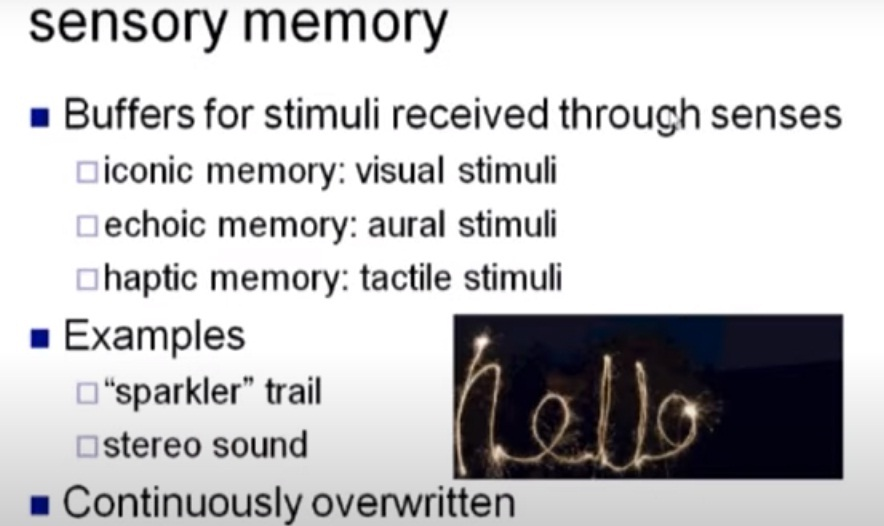 sensory memory
Buffers for stimuli received through senses
iconic memory: visual stimuli
echoic memory: aural stimuli
haptic memory: tactile stimuli
Examples
“sparkler” trail
stereo sound
hello
Continuously overwritten